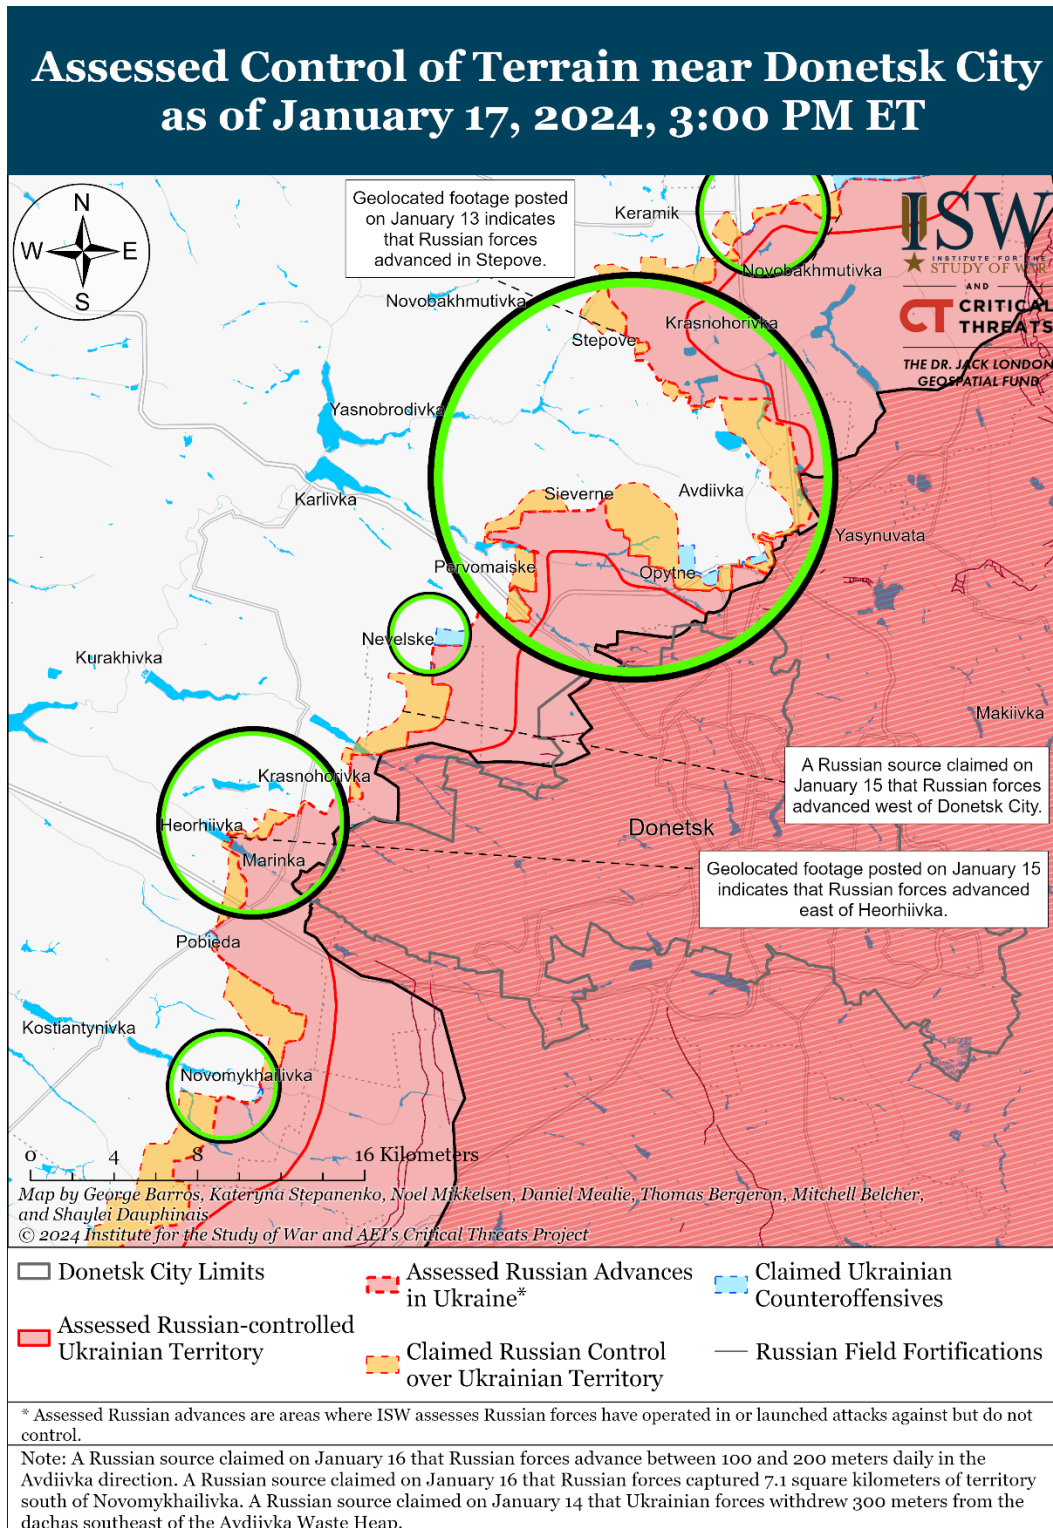 Assessed Control of Terrain near Donetsk City
as of January 17, 2024, 3:00 PM ET
N
W E
S
Geolocated footage posted
on January 13 indicates
that Russian forces
advanced in Stepove.
Keramik
ISW
INSTITUTE FOR THE
STUDY OF WAR
AND
CT CRITICAL
THREATS
THE DR. JACK LONDON
GEOSPATIAL FUND
Novobakhmutivka
Novobakhmutivka
Krasnohorivka
Stepove
Yasnobrodivka
Karlivka
Sieverne
Avdiivka
Yasynuvata
Pervomaiske
Opytne
Nevelske
Kurakhivka
Makiivka
A Russian source claimed on
January 15 that Russian forces
advanced west of Donetsk City.
Krasnohorivka
Heorhiivka
Donetsk
Marinka
Geolocated footage posted on January 15
indicates that Russian forces advanced
east of Heorhiivka.
Pobieda
Kostiantynivka
Novomykhailivka
0 4 8 16 Kilometers
Map by George Barros, Kateryna Stepanenko, Noel Mikkelsen, Daniel Mealie, Thomas Bergeron, Mitchell Belcher,
and Shaylei Dauphinais
© 2024 Institute for the Study of War and AEI's Critical Threats Project
Donetsk City Limits
Assessed Russian-controlled
Ukrainian Territory
Assessed Russian Advances
in Ukraine*
Claimed Russian Control
over Ukrainian Territory
Claimed Ukrainian
Counteroffensives
Russian Field Fortifications
* Assessed Russian advances are areas where ISW assesses Russian forces have operated in or launched attacks against but do not
control.
Note: A Russian source claimed on January 16 that Russian forces advance between 100 and 200 meters daily in the
Avdiivka direction. A Russian source claimed on January 16 that Russian forces captured 7.1 square kilometers of territory
south of Novomykhailivka. A Russian source claimed on January 14 that Ukrainian forces withdrew 300 meters from the
dachas southeast of the Avdiivka Waste Heap.